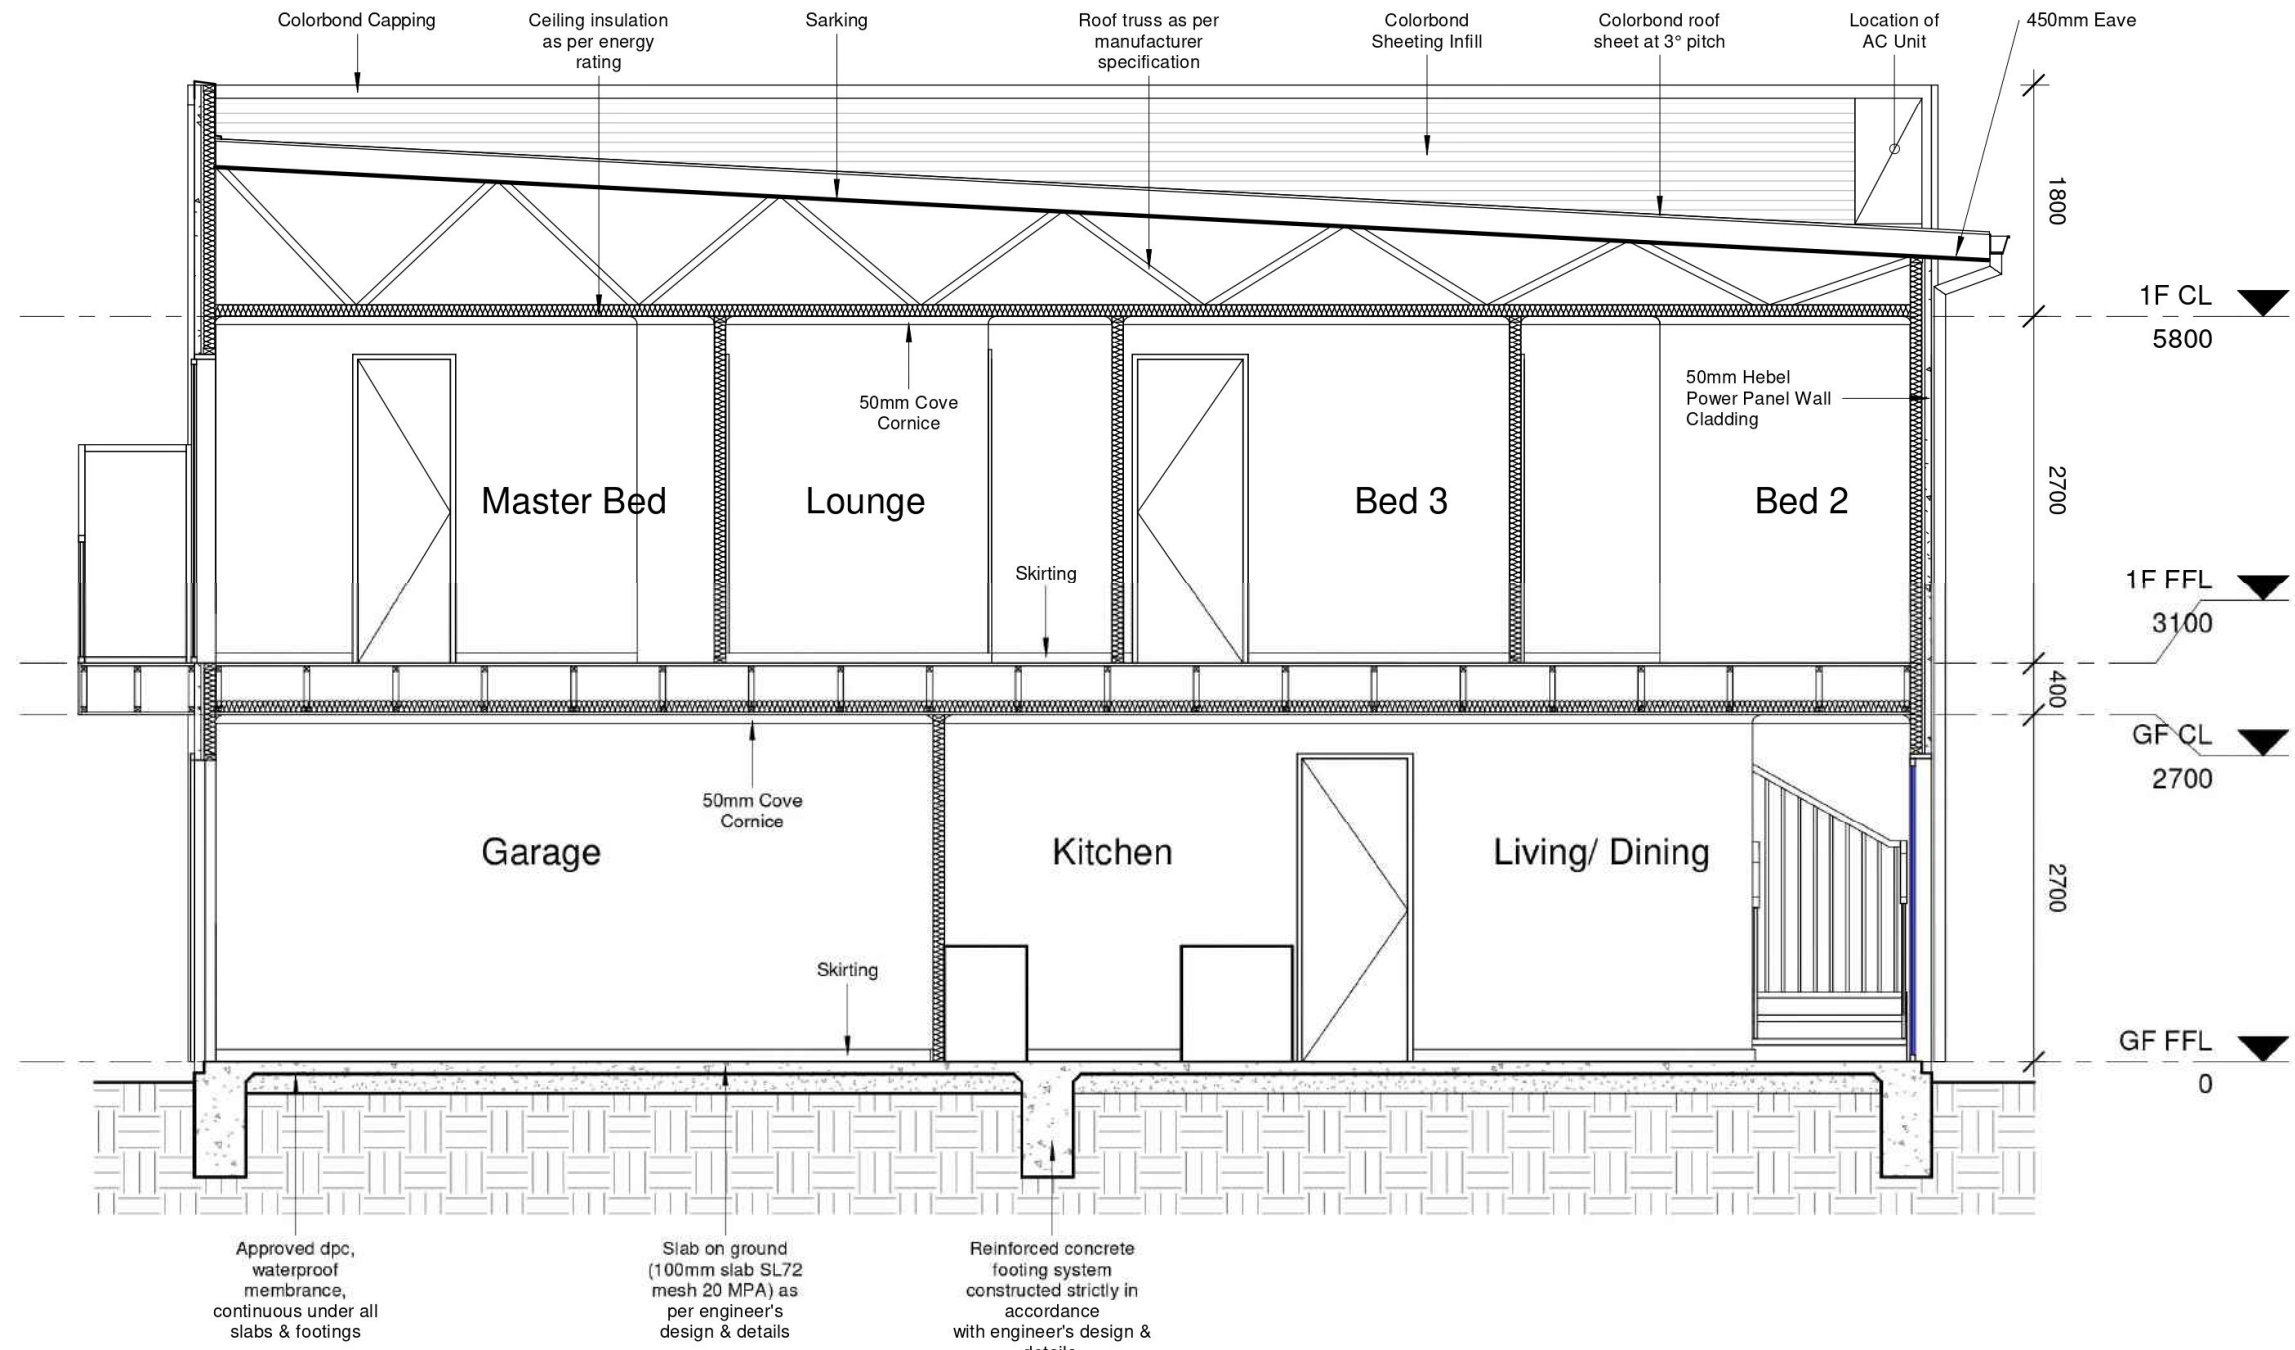 Colorbond Capping
Ceiling insulation
as per energy
rating
Sarking
Roof truss as per
manufacturer
specification
Colorbond
Sheeting Infill
Colorbond roof
sheet at 3° pitch
Location of
AC Unit
450mm Eave
1800
1F CL
5800
50mm Cove
Cornice
50mm Hebel
Power Panel Wall
Cladding
Master Bed
Lounge
Bed 3
Bed 2
2700
Skirting
1F FFL
3100
400
GF CL
2700
50mm Cove
Cornice
Garage
Kitchen
Living/ Dining
2700
Skirting
GF FFL
0
Approved dpc,
waterproof
membrance,
continuous under all
slabs & footings
Slab on ground
(100mm slab SL72
mesh 20 MPA) as
per engineer's
design & details
Reinforced concrete
footing system
constructed strictly in
accordance
with engineer's design &
details